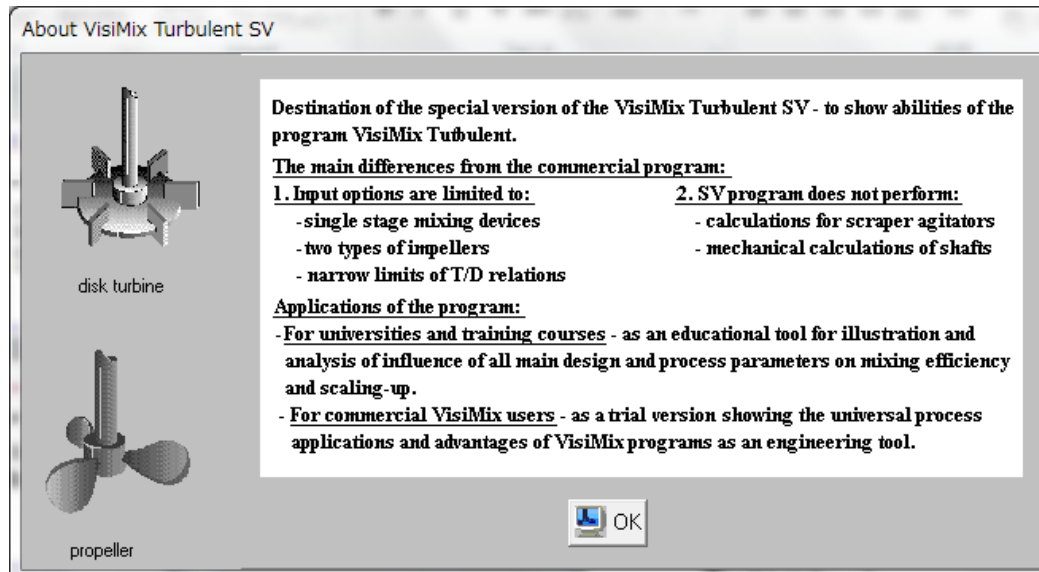 About VisiMix Turbulent SV
Destination of the special version of the VisiMix Turbulent SV - to show abilities of the
program VisiMix Tutbulent.
The main differences from the commercial program:
1. Input options are limited to:
-single stage mixing devices
-two types of impellers
- narrow limits of T/D relations
2. SV program does not perform:
- calculations for scraper agitators
- mechanical calculations of shafts
Applications of the program:
-For universities and training courses - as an educational tool for illustration and
analysis of influence of all main design and process parameters on mixing efficiency
and scaling-up.
- For commercial VisiMix users - as a trial version showing the universal process
applications and advantages of VisiMix programs as an engineering tool.
disk turbine
propeller
OK